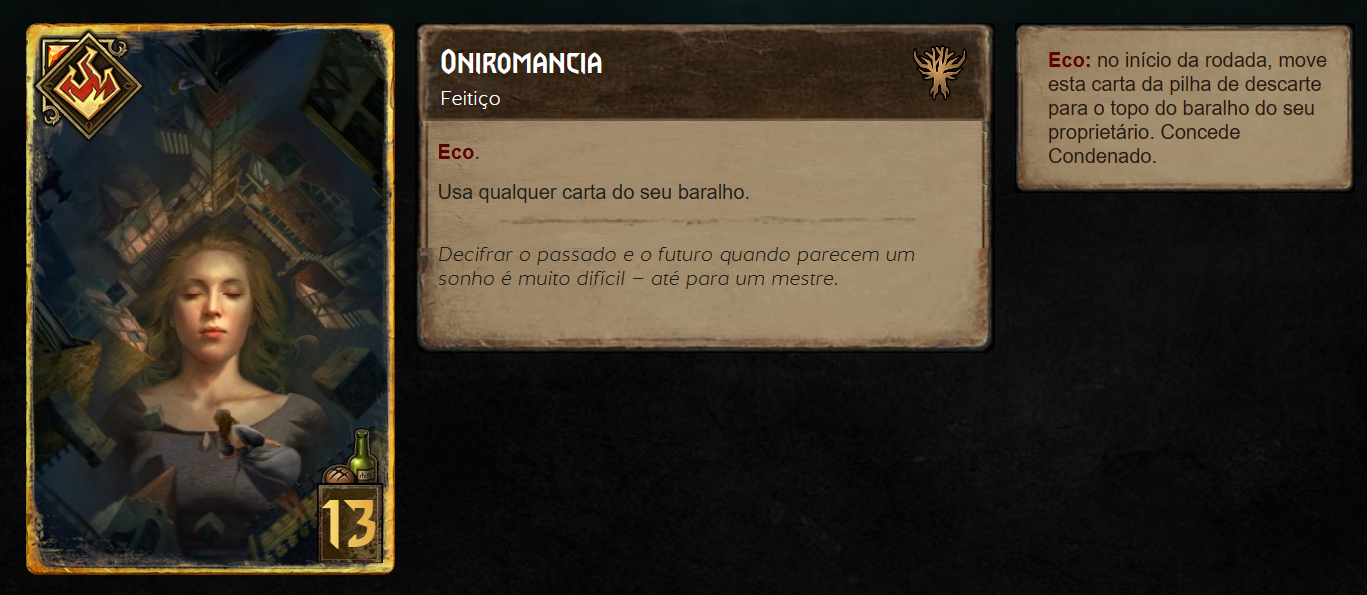 Oniromancia
Feitiço
Eco.
Usa qualquer carta do seu baralho.
Decifrar o passado e o futuro quando parecem um
sonho é muito difícil – até para um mestre.
13
Eco: no início da rodada, move
esta carta da pilha de descarte
para o topo do baralho do seu
proprietário. Concede
Condenado.